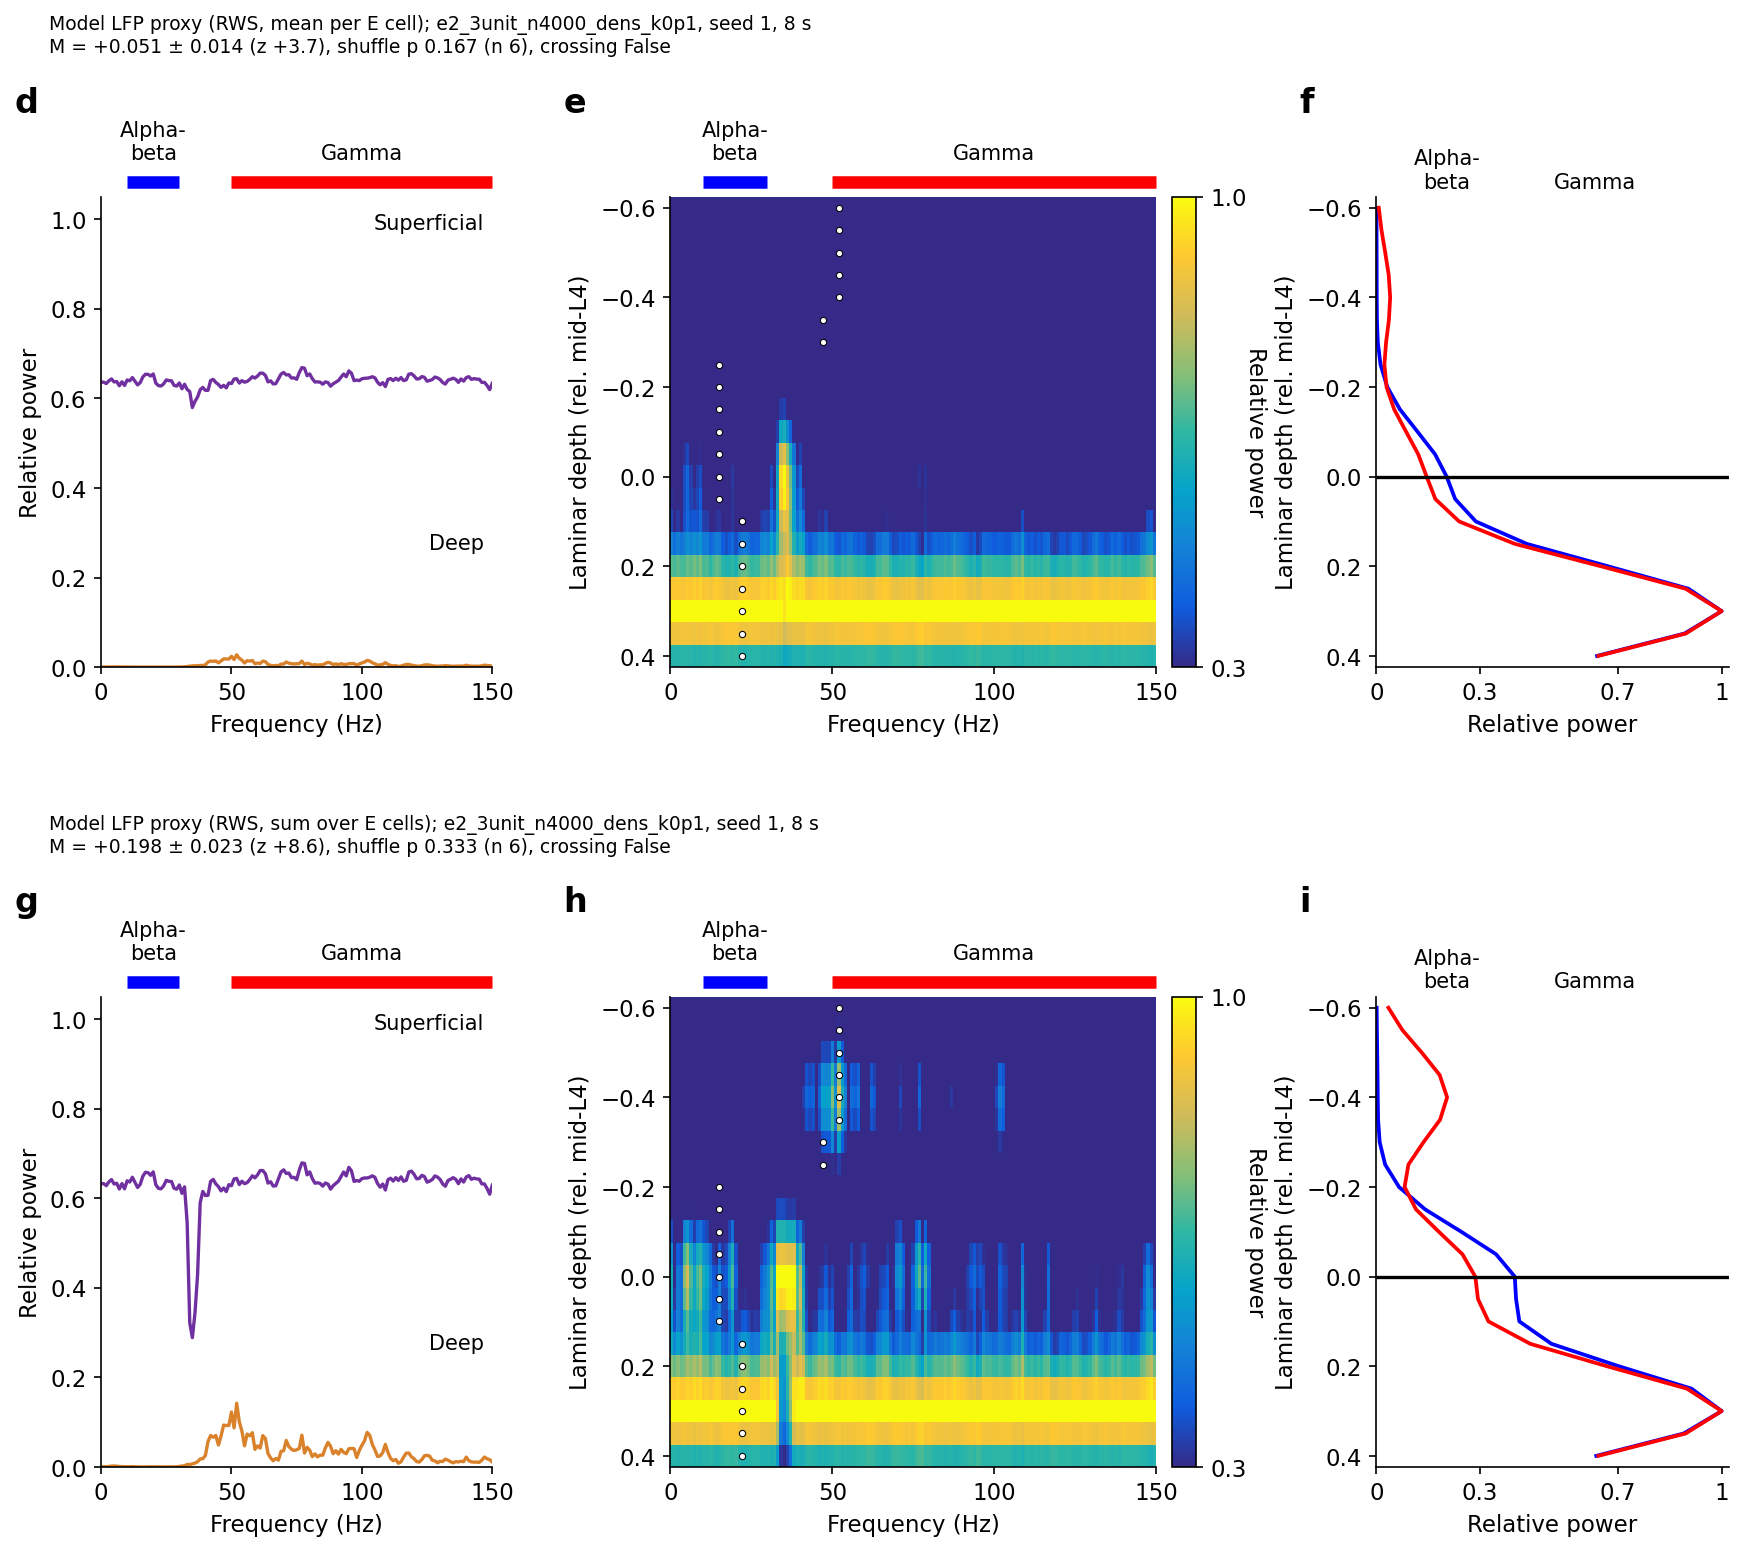 Model LFP proxy (RWS, mean per E cell); e2_3unit_n4000_dens_k0p1, seed 1, 8 s
M = +0.051 ± 0.014 (z +3.7), shuffle p 0.167 (n 6), crossing False
d
Alpha-
beta
Gamma
Superficial
Deep
Relative power
1.0
0.8
0.6
0.4
0.2
0.0
0
50
100
150
Frequency (Hz)
e
Alpha-
beta
Gamma
Laminar depth (rel. mid-L4)
−0.6
−0.4
−0.2
0.0
0.2
0.4
0
50
100
150
Frequency (Hz)
1.0
0.3
Relative power
f
Alpha-
beta
Gamma
Laminar depth (rel. mid-L4)
−0.6
−0.4
−0.2
0.0
0.2
0.4
0
0.3
0.7
1
Relative power
Model LFP proxy (RWS, sum over E cells); e2_3unit_n4000_dens_k0p1, seed 1, 8 s
M = +0.198 ± 0.023 (z +8.6), shuffle p 0.333 (n 6), crossing False
g
Alpha-
beta
Gamma
Superficial
Deep
Relative power
1.0
0.8
0.6
0.4
0.2
0.0
0
50
100
150
Frequency (Hz)
h
Alpha-
beta
Gamma
Laminar depth (rel. mid-L4)
−0.6
−0.4
−0.2
0.0
0.2
0.4
0
50
100
150
Frequency (Hz)
1.0
0.3
Relative power
i
Alpha-
beta
Gamma
Laminar depth (rel. mid-L4)
−0.6
−0.4
−0.2
0.0
0.2
0.4
0
0.3
0.7
1
Relative power